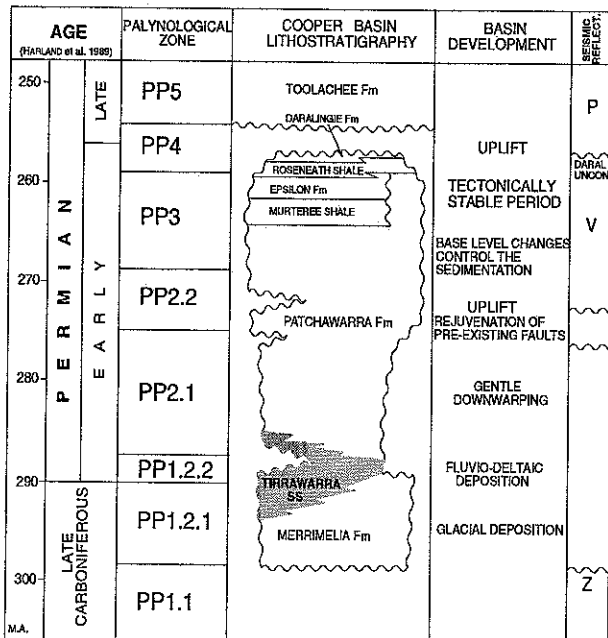 AGE
(HARLAND et al. 1989)
PALYNOLOGICAL
ZONE
COOPER BASIN
LITHOSTRATIGRAPHY
BASIN
DEVELOPMENT
SEISMIC
REFLECT.
250
260
270
280
290
300
M.A.
PERMIAN
LATE
EARLY
LATE
CARBONIFEROUS
PP5
PP4
PP3
PP2.2
PP2.1
PP1.2.2
PP1.2.1
PP1.1
TOOLACHEE Fm
DARALINGIE Fm
ROSENEATH SHALE
EPSILON Fm
MURTEREE SHALE
PATCHAWARRA Fm
TIRRAWARRA
SS
MERRIMELIA Fm
UPLIFT
TECTONICALLY
STABLE PERIOD
BASE LEVEL CHANGES
CONTROL THE
SEDIMENTATION
UPLIFT
REJUVENATION OF
PRE-EXISTING FAULTS
GENTLE
DOWNWARPING
FLUVIO-DELTAIC
DEPOSITION
GLACIAL DEPOSITION
P
DARAL
UNCON
V
Z